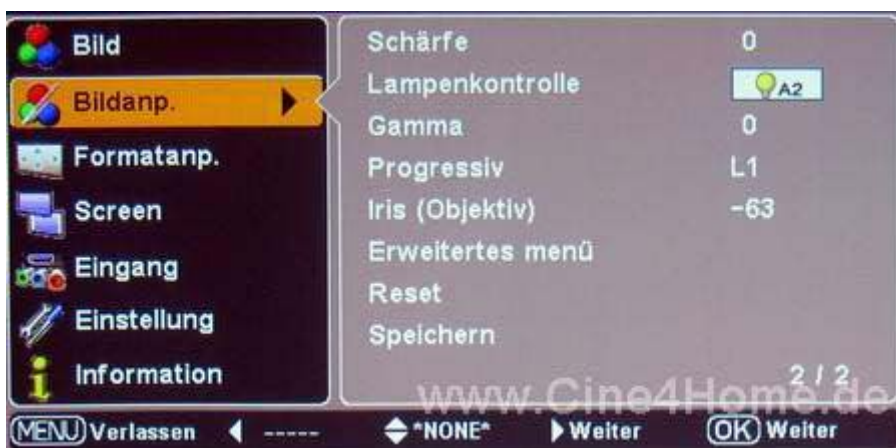 Bild
Bildanp.
Formatanp.
Screen
Eingang
Einstellung
Information
Schärfe 0
Lampenkontrolle A2
Gamma 0
Progressiv L1
Iris (Objektiv) -63
Erweitertes menü
Reset
Speichern
2 / 2
www.Cine4Home.de
MENU Verlassen ----- *NONE* Weiter OK Weiter